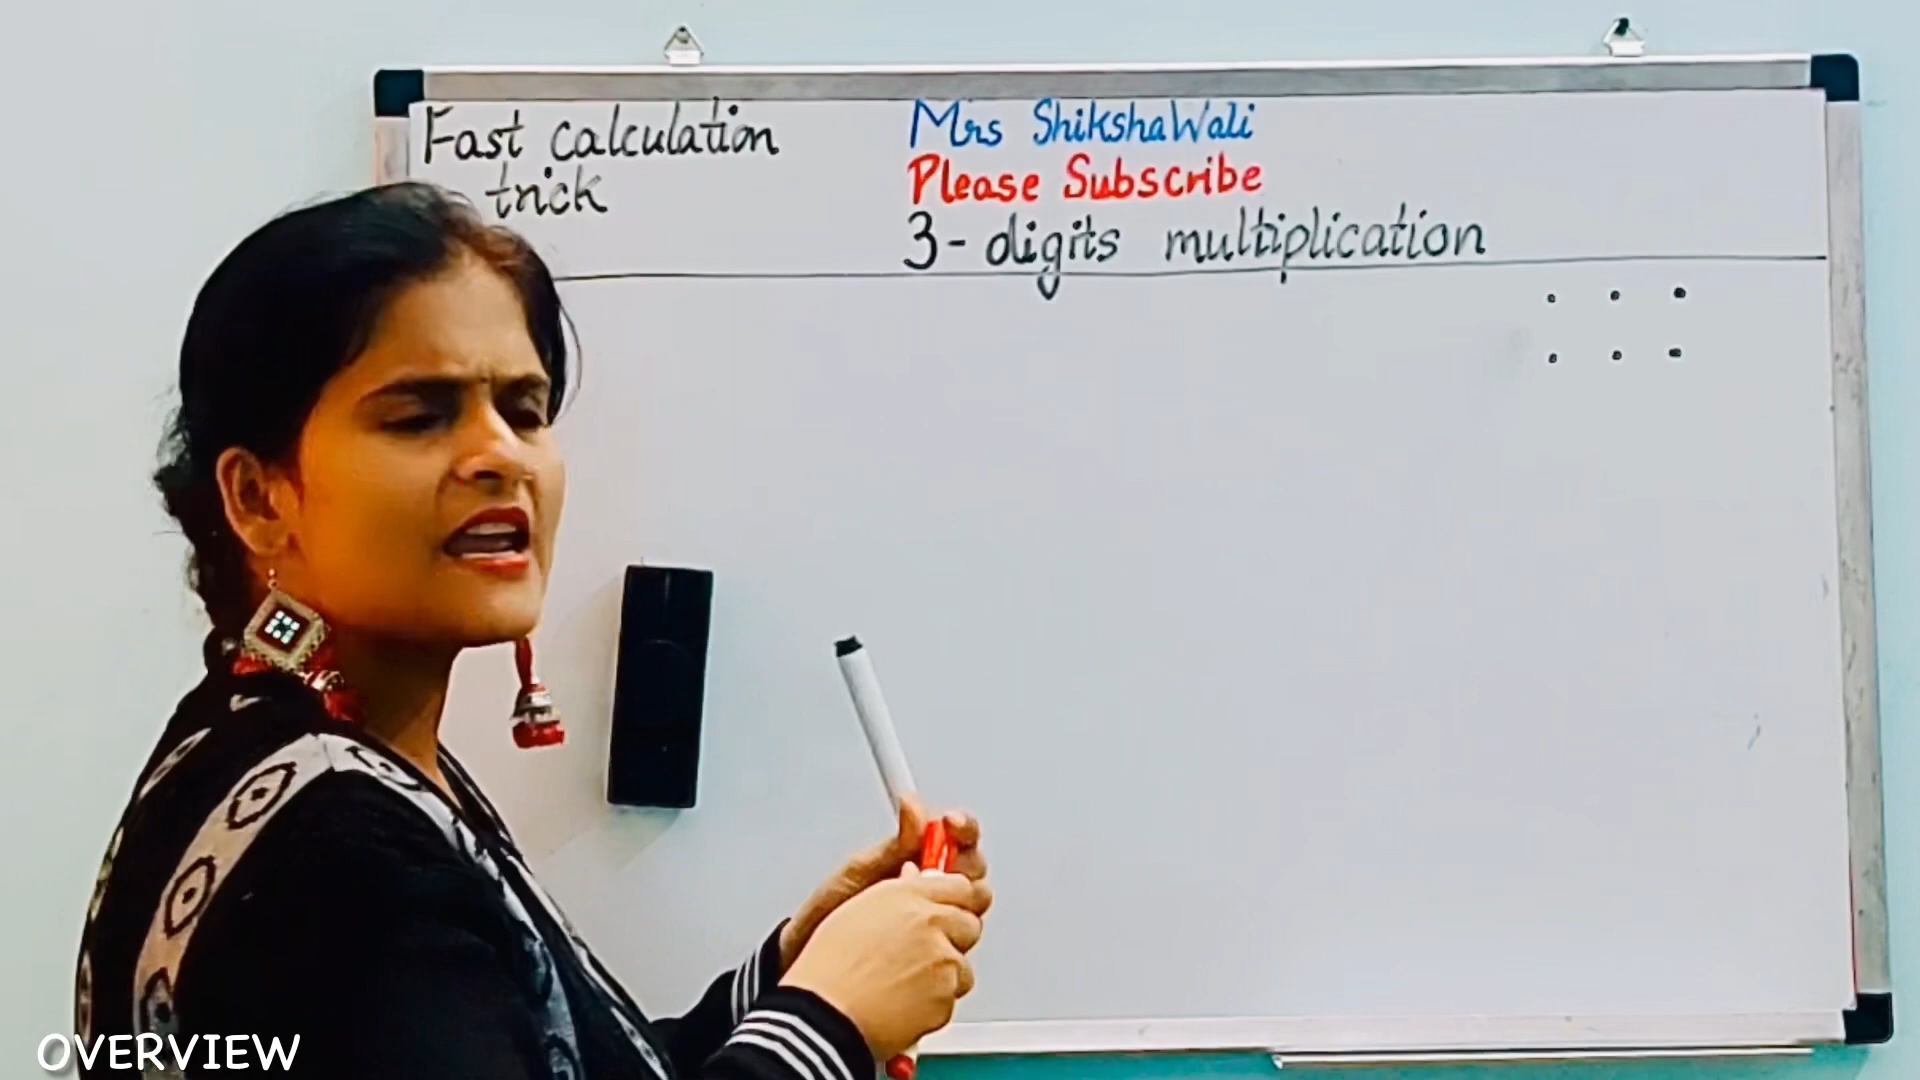 Fast calculation
trick
Mrs ShikshaWali
Please Subscribe
3- digits multiplication
OVERVIEW